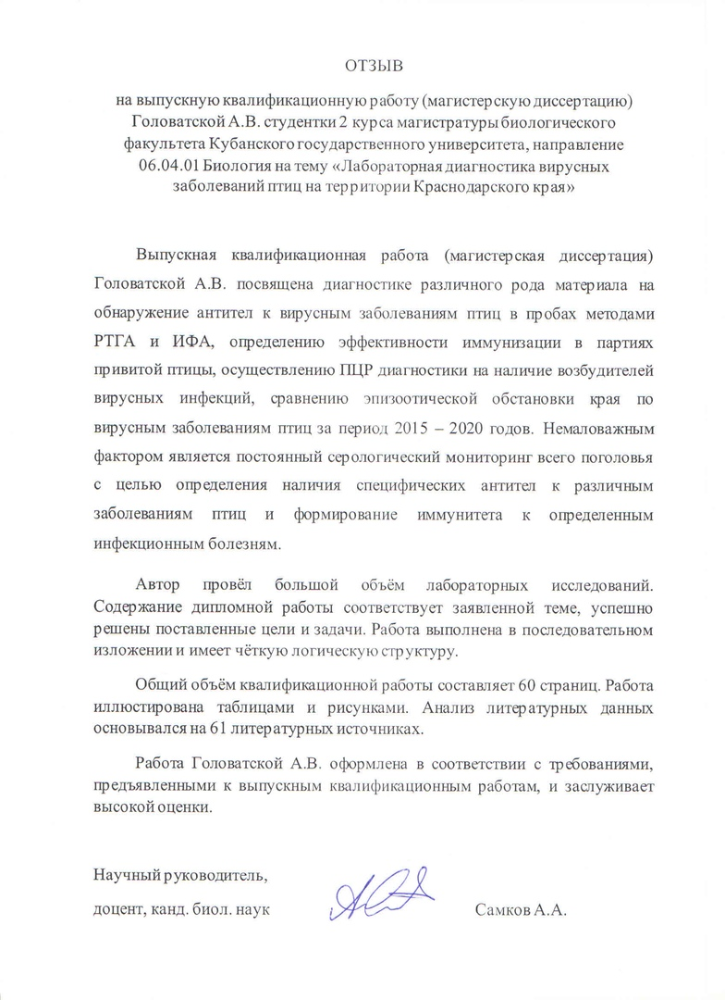 ОТЗЫВ
на выпускную квалификационную работу (магистерскую диссертацию)
Головатской А.В. студентки 2 курса магистратуры биологического
факультета Кубанского государственного университета, направление
06.04.01 Биология на тему «Лабораторная диагностика вирусных
заболеваний птиц на территории Краснодарского края»
Выпускная квалификационная работа (магистерская диссертация)
Головатской А.В. посвящена диагностике различного рода материала на
обнаружение антител к вирусным заболеваниям птиц в пробах методами
РТГА и ИФА, определению эффективности иммунизации в партиях
привитой птицы, осуществлению ПЦР диагностики на наличие возбудителей
вирусных инфекций, сравнению эпизоотической обстановки края по
вирусным заболеваниям птиц за период 2015 – 2020 годов. Немаловажным
фактором является постоянный серологический мониторинг всего поголовья
с целью определения наличия специфических антител к различным
заболеваниям птиц и формирование иммунитета к определенным
инфекционным болезням.
Автор провёл большой объём лабораторных исследований.
Содержание дипломной работы соответствует заявленной теме, успешно
решены поставленные цели и задачи. Работа выполнена в последовательном
изложении и имеет чёткую логическую структуру.
Общий объём квалификационной работы составляет 60 страниц. Работа
иллюстрирована таблицами и рисунками. Анализ литературных данных
основывался на 61 литературных источниках.
Работа Головатской А.В. оформлена в соответствии с требованиями,
предъявленными к выпускным квалификационным работам, и заслуживает
высокой оценки.
Научный руководитель,
доцент, канд. биол. наук Самков А.А.